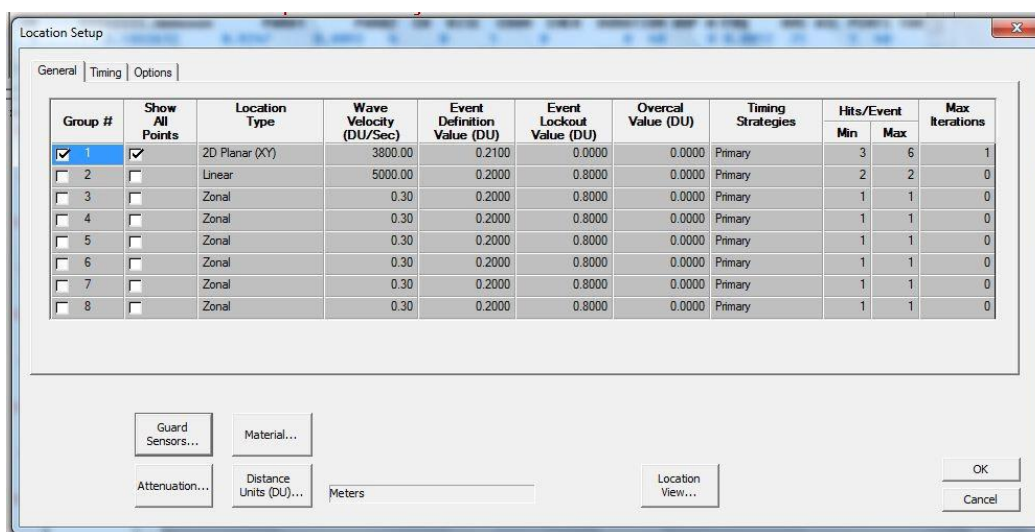 Location Setup
General Timing Options
Group # Show All Points Location Type Wave Velocity (DU/Sec) Event Definition Value (DU) Event Lockout Value (DU) Overcal Value (DU) Timing Strategies Hits/Event Min Max Max Iterations
1 2D Planar (XY) 3800.00 0.2100 0.0000 0.0000 Primary 3 6 1
2 Linear 5000.00 0.2000 0.8000 0.0000 Primary 2 2 0
3 Zonal 0.30 0.2000 0.8000 0.0000 Primary 1 1 0
4 Zonal 0.30 0.2000 0.8000 0.0000 Primary 1 1 0
5 Zonal 0.30 0.2000 0.8000 0.0000 Primary 1 1 0
6 Zonal 0.30 0.2000 0.8000 0.0000 Primary 1 1 0
7 Zonal 0.30 0.2000 0.8000 0.0000 Primary 1 1 0
8 Zonal 0.30 0.2000 0.8000 0.0000 Primary 1 1 0
Guard Sensors...
Material...
Attenuation...
Distance Units (DU)...
Meters
Location View...
OK
Cancel